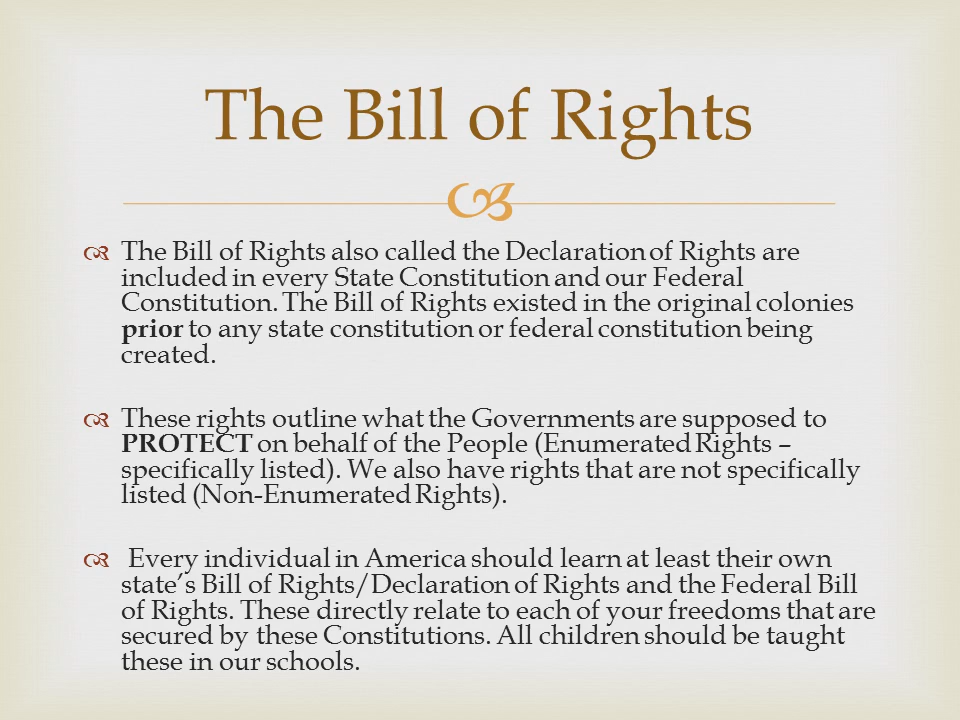 The Bill of Rights
The Bill of Rights also called the Declaration of Rights are
included in every State Constitution and our Federal
Constitution. The Bill of Rights existed in the original colonies
prior to any state constitution or federal constitution being
created.
These rights outline what the Governments are supposed to
PROTECT on behalf of the People (Enumerated Rights –
specifically listed). We also have rights that are not specifically
listed (Non-Enumerated Rights).
Every individual in America should learn at least their own
state’s Bill of Rights/Declaration of Rights and the Federal Bill
of Rights. These directly relate to each of your freedoms that are
secured by these Constitutions. All children should be taught
these in our schools.